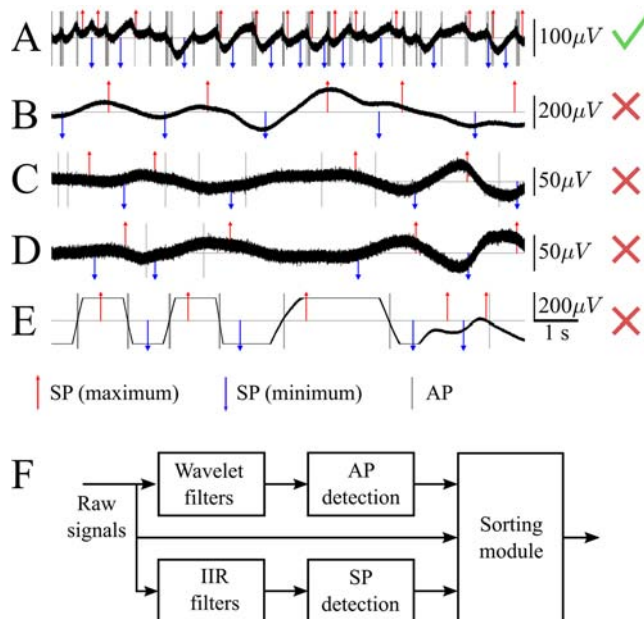 A
100μV
B
200μV
C
50μV
D
50μV
E
200μV
1 s
SP (maximum)
SP (minimum)
AP
F
Raw
signals
Wavelet
filters
AP
detection
Sorting
module
IIR
filters
SP
detection